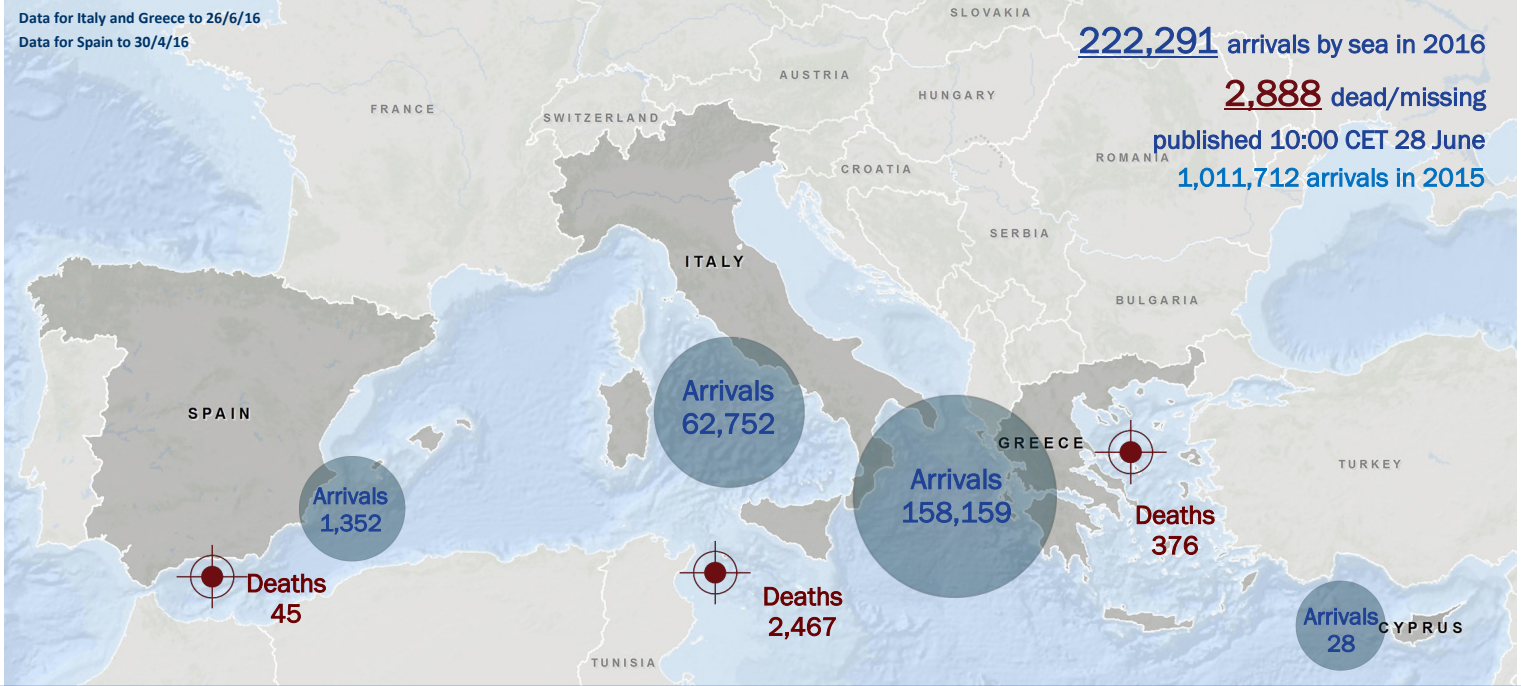 Data for Italy and Greece to 26/6/16
Data for Spain to 30/4/16
222,291 arrivals by sea in 2016
2,888 dead/missing
published 10:00 CET 28 June
1,011,712 arrivals in 2015
SLOVAKIA
AUSTRIA
HUNGARY
FRANCE
SWITZERLAND
ROMANIA
CROATIA
SERBIA
ITALY
BULGARIA
SPAIN
Arrivals
62,752
GREECE
TURKEY
Arrivals
158,159
Arrivals
1,352
Deaths
376
Deaths
45
Deaths
2,467
Arrivals
28
CYPRUS
TUNISIA